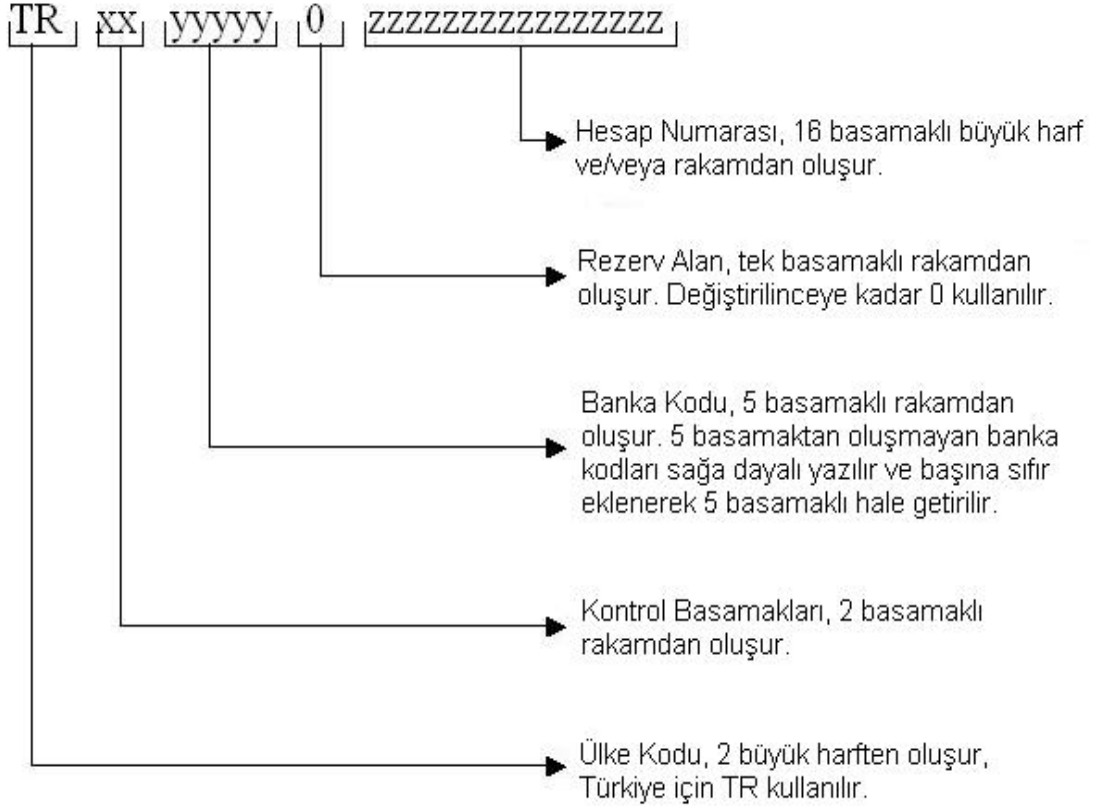 TR xx yyyyy 0 zzzzzzzzzzzzzzzz
Hesap Numarası, 16 basamaklı büyük harf
ve/veya rakamdan oluşur.
Rezerv Alan, tek basamaklı rakamdan
oluşur. Değiştirilinceye kadar 0 kullanılır.
Banka Kodu, 5 basamaklı rakamdan
oluşur. 5 basamaktan oluşmayan banka
kodları sağa dayalı yazılır ve başına sıfır
eklenerek 5 basamaklı hale getirilir.
Kontrol Basamakları, 2 basamaklı
rakamdan oluşur.
Ülke Kodu, 2 büyük harften oluşur,
Türkiye için TR kullanılır.